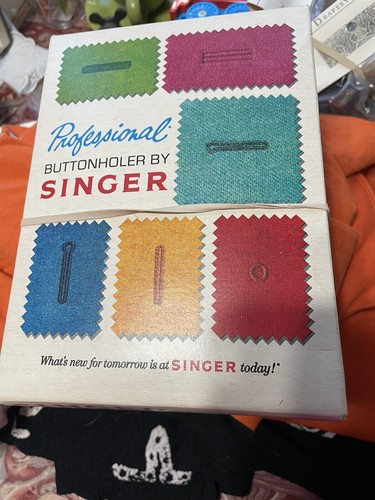 Professional
BUTTONHOLER BY
SINGER
What's new for tomorrow is at SINGER today!*